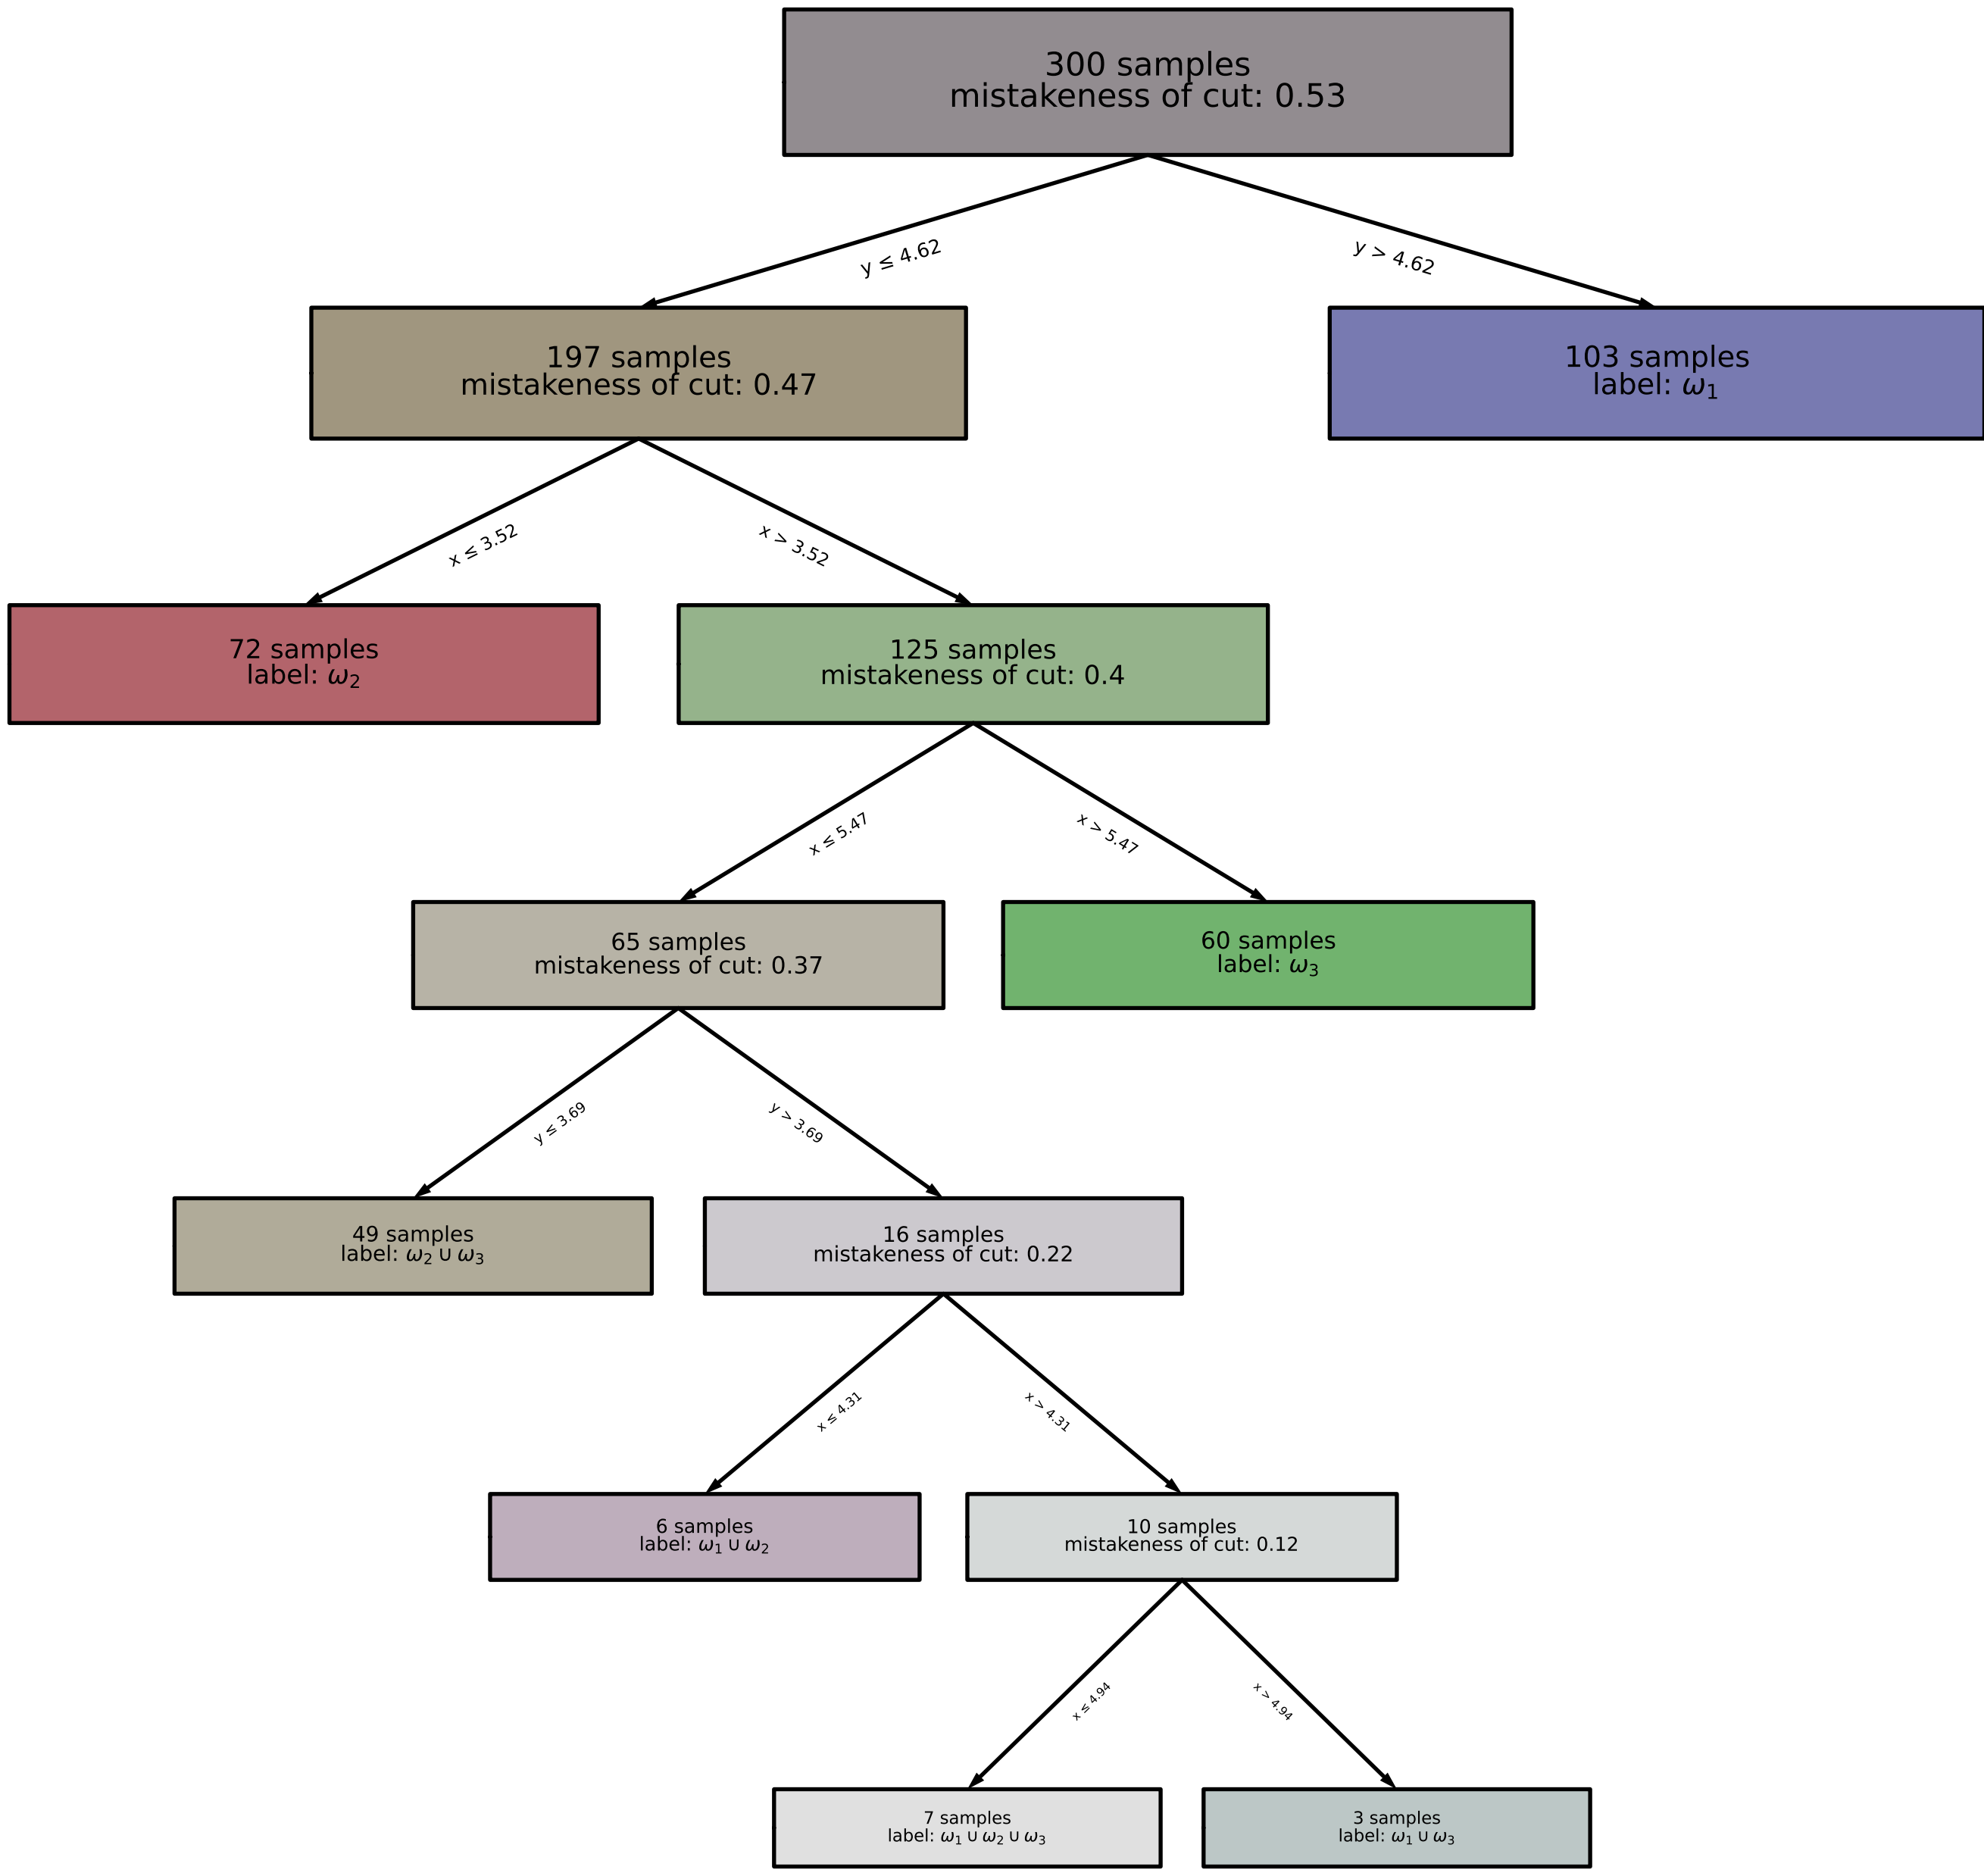 300 samples
mistakeness of cut: 0.53
y ≤ 4.62
y > 4.62
197 samples
mistakeness of cut: 0.47
103 samples
label: ω₁
x ≤ 3.52
x > 3.52
72 samples
label: ω₂
125 samples
mistakeness of cut: 0.4
x ≤ 5.47
x > 5.47
65 samples
mistakeness of cut: 0.37
60 samples
label: ω₃
y ≤ 3.69
y > 3.69
49 samples
label: ω₂ ∪ ω₃
16 samples
mistakeness of cut: 0.22
x ≤ 4.31
x > 4.31
6 samples
label: ω₁ ∪ ω₂
10 samples
mistakeness of cut: 0.12
x ≤ 4.94
x > 4.94
7 samples
label: ω₁ ∪ ω₂ ∪ ω₃
3 samples
label: ω₁ ∪ ω₃